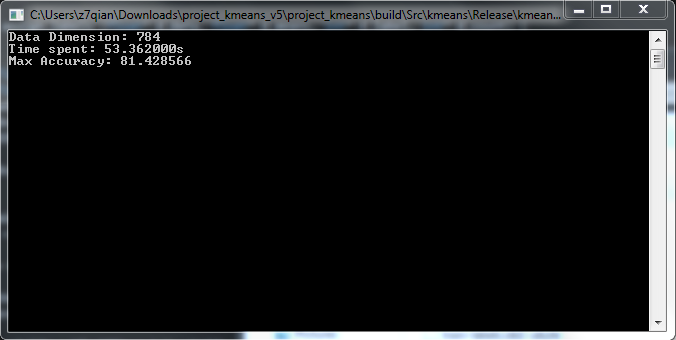 C:\Users\z7qian\Downloads\project_kmeans_v5\project_kmeans\build\Src\kmeans\Release\kmean...
Data Dimension: 784
Time spent: 53.362000s
Max Accuracy: 81.428566